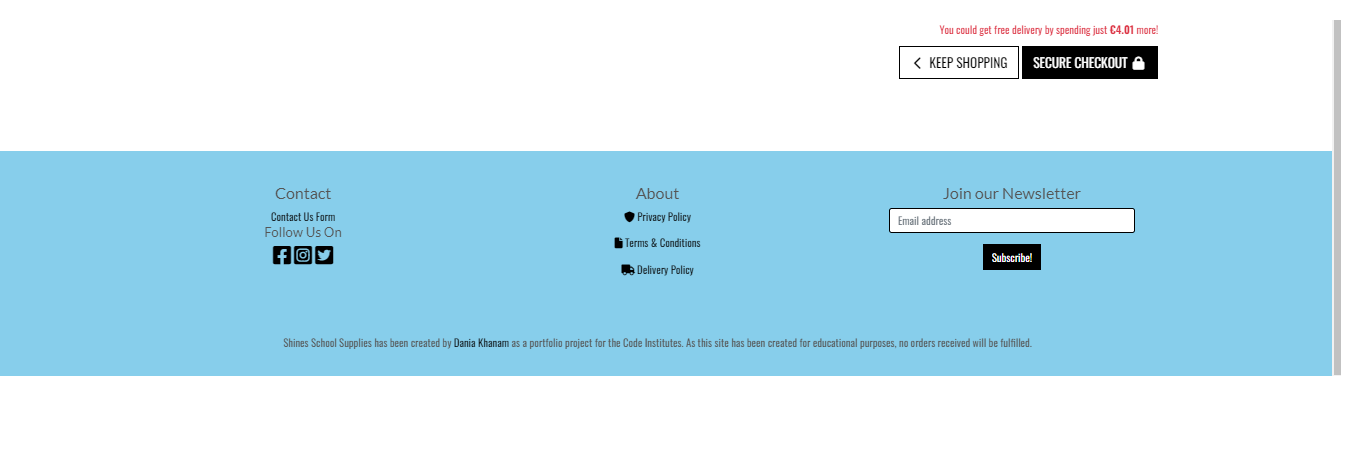 You could get free delivery by spending just €4.01 more!
KEEP SHOPPING
SECURE CHECKOUT
Contact
Contact Us Form
Follow Us On
About
Privacy Policy
Terms & Conditions
Delivery Policy
Join our Newsletter
Email address
Subscribe!
Shines School Supplies has been created by Dania Khanam as a portfolio project for the Code Institutes. As this site has been created for educational purposes, no orders received will be fulfilled.